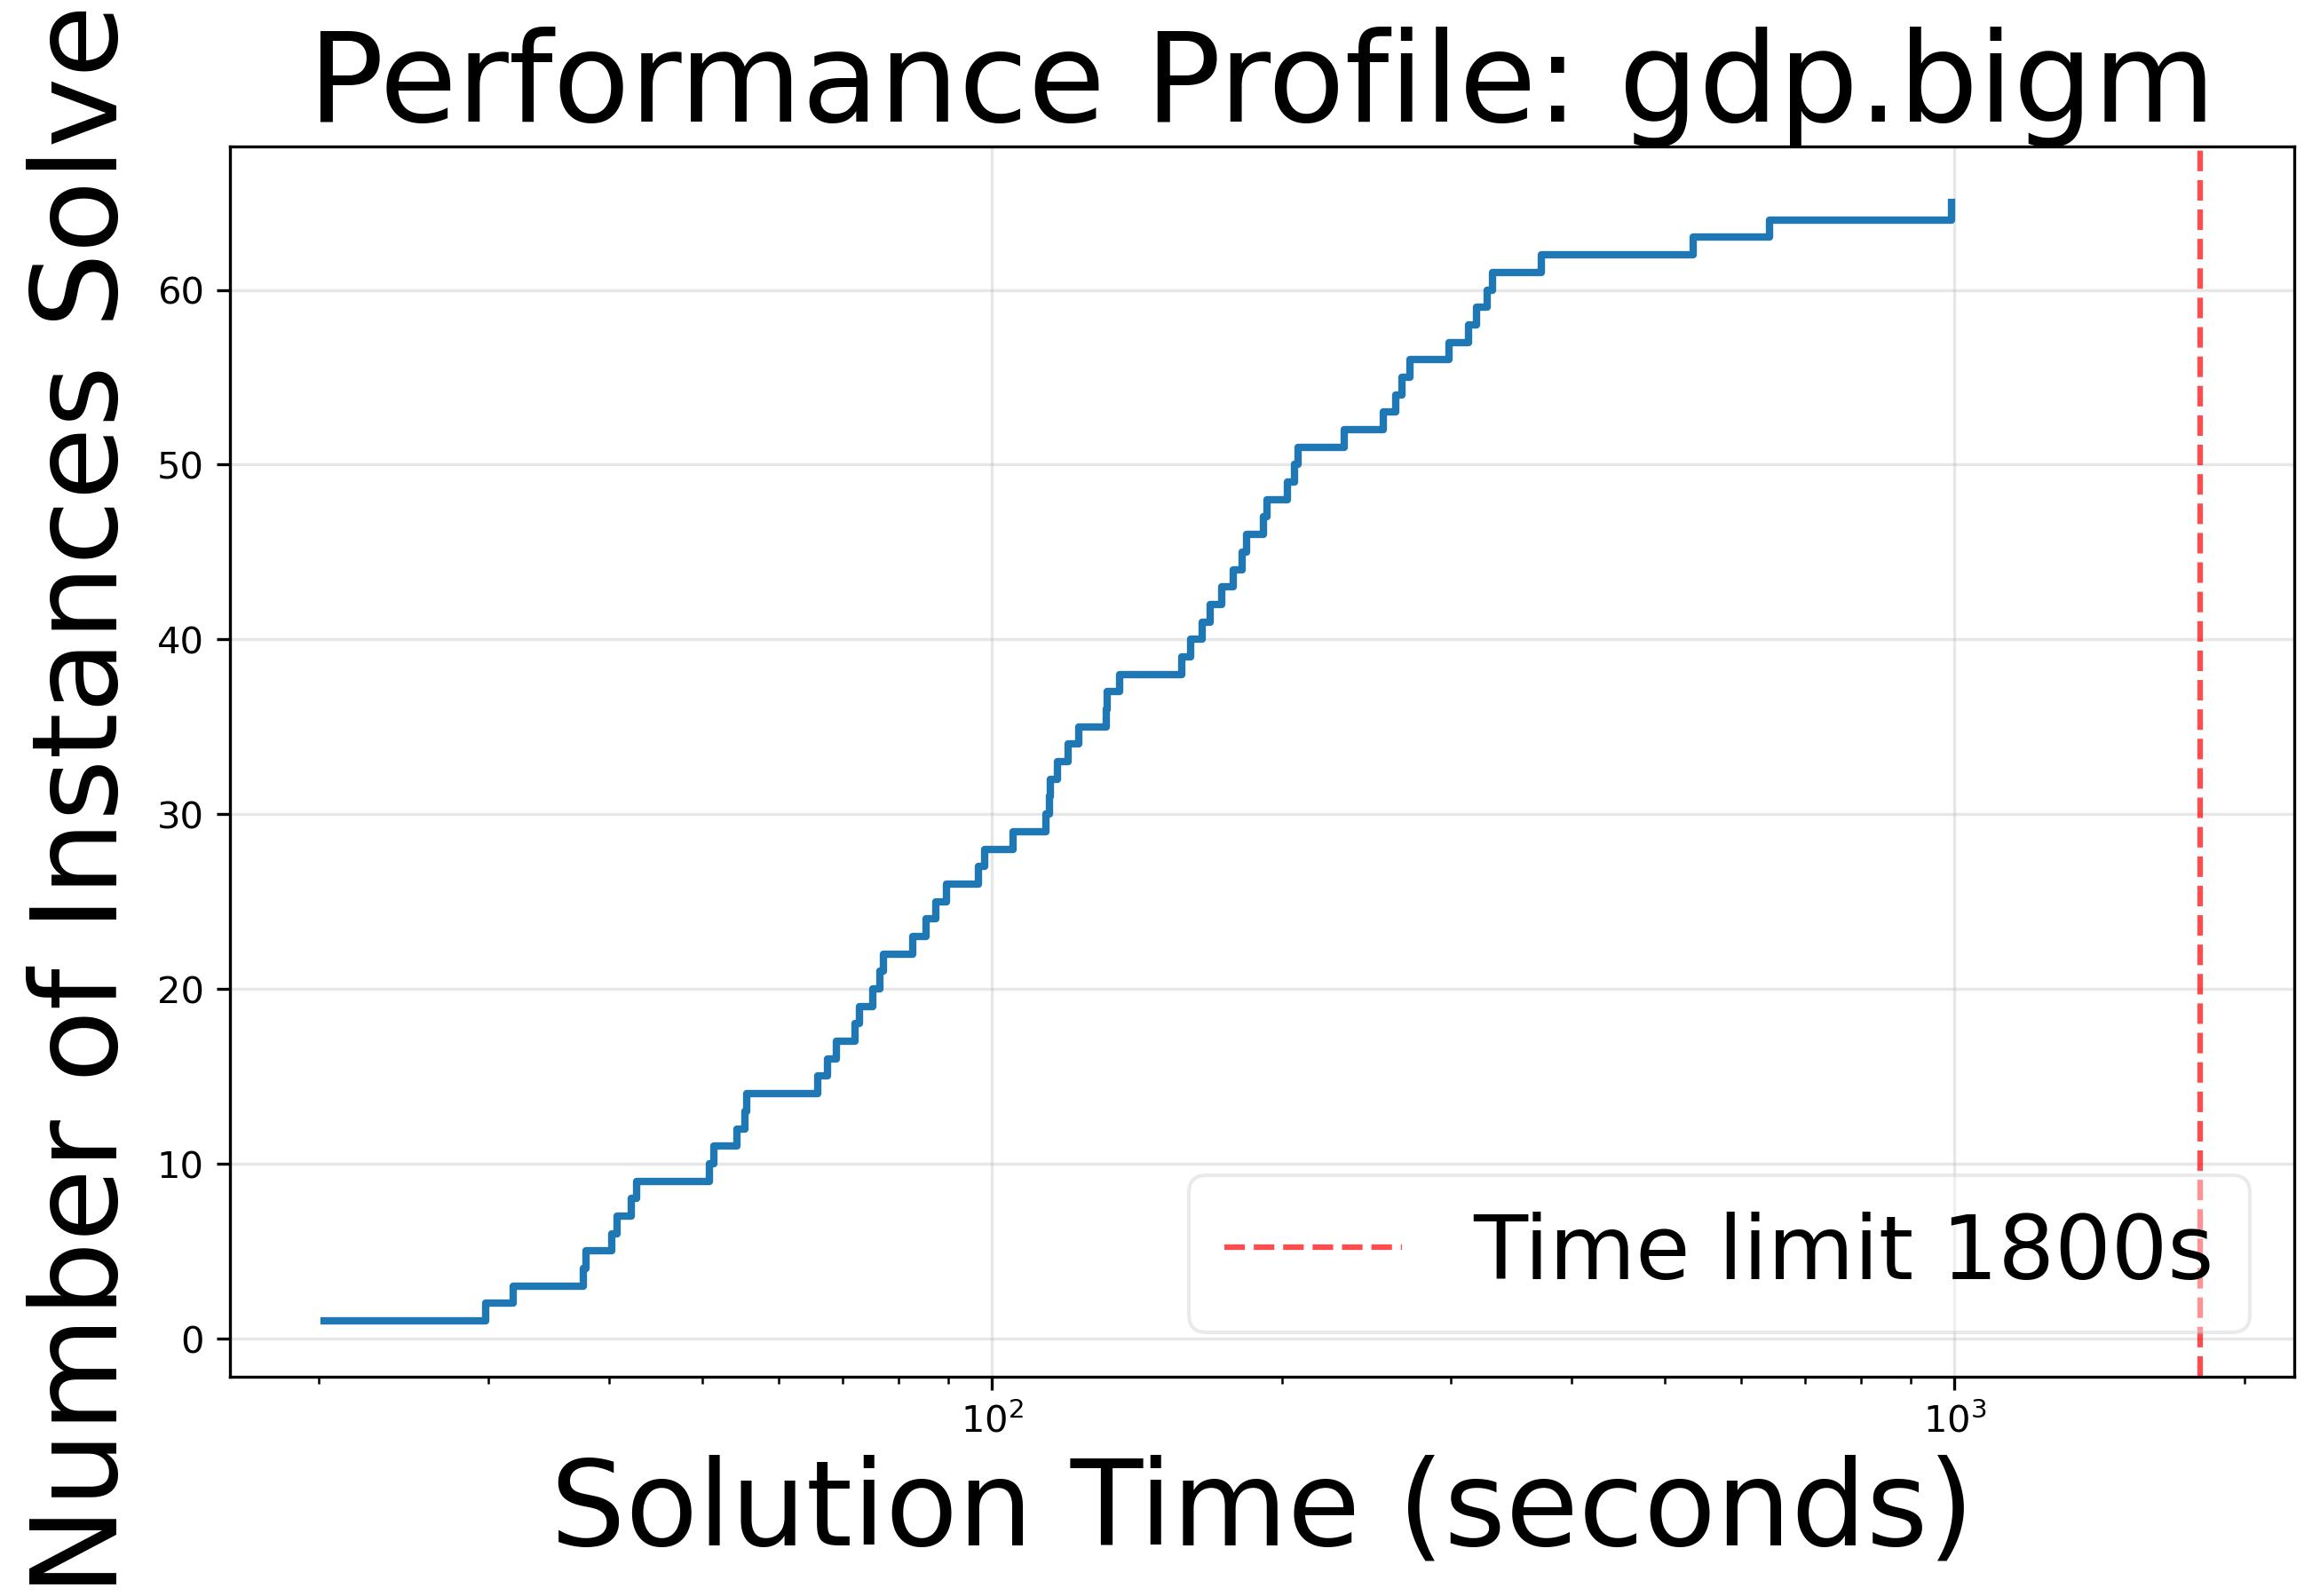 Performance Profile: gdp.bigm
Number of Instances Solve
60
50
40
30
20
10
0
Time limit 1800s
10²
10³
Solution Time (seconds)